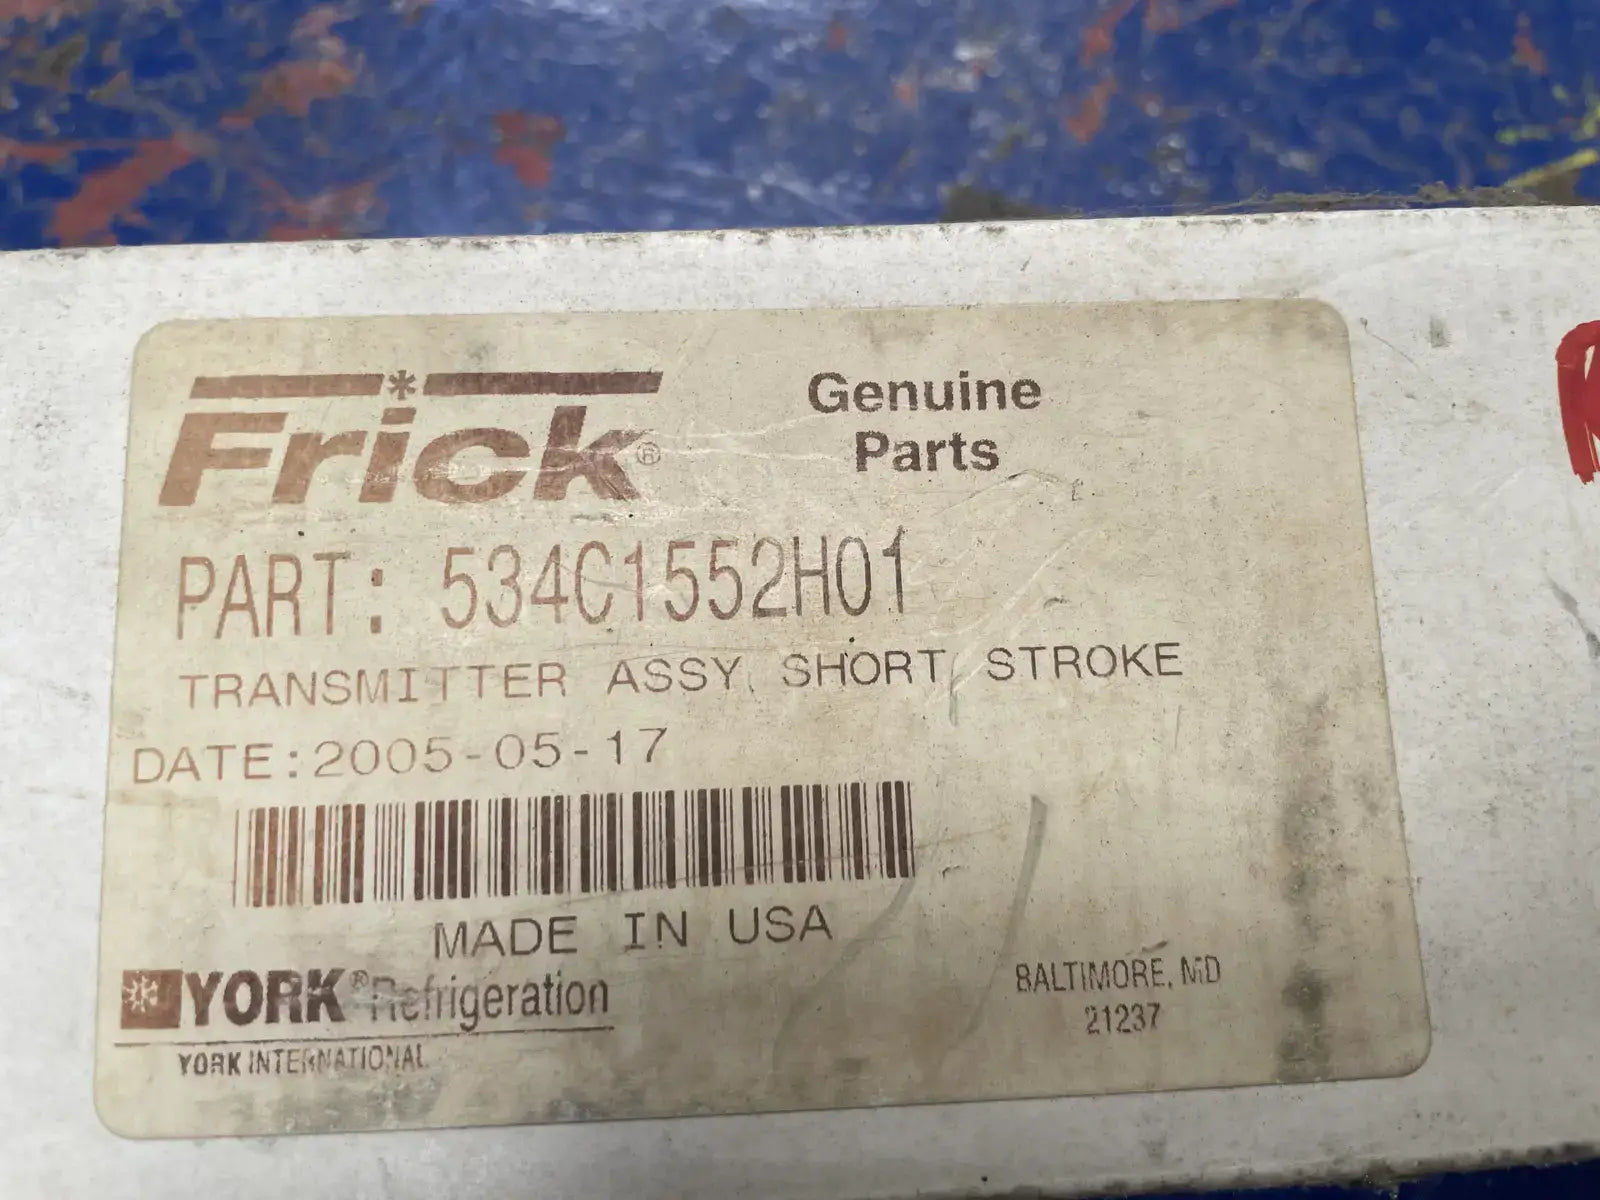 Frick®
Genuine
Parts
PART: 534C1552H01
TRANSMITTER ASSY, SHORT STROKE
DATE:2005-05-17
MADE IN USA
YORK® Refrigeration
YORK INTERNATIONAL
BALTIMORE, MD
21237